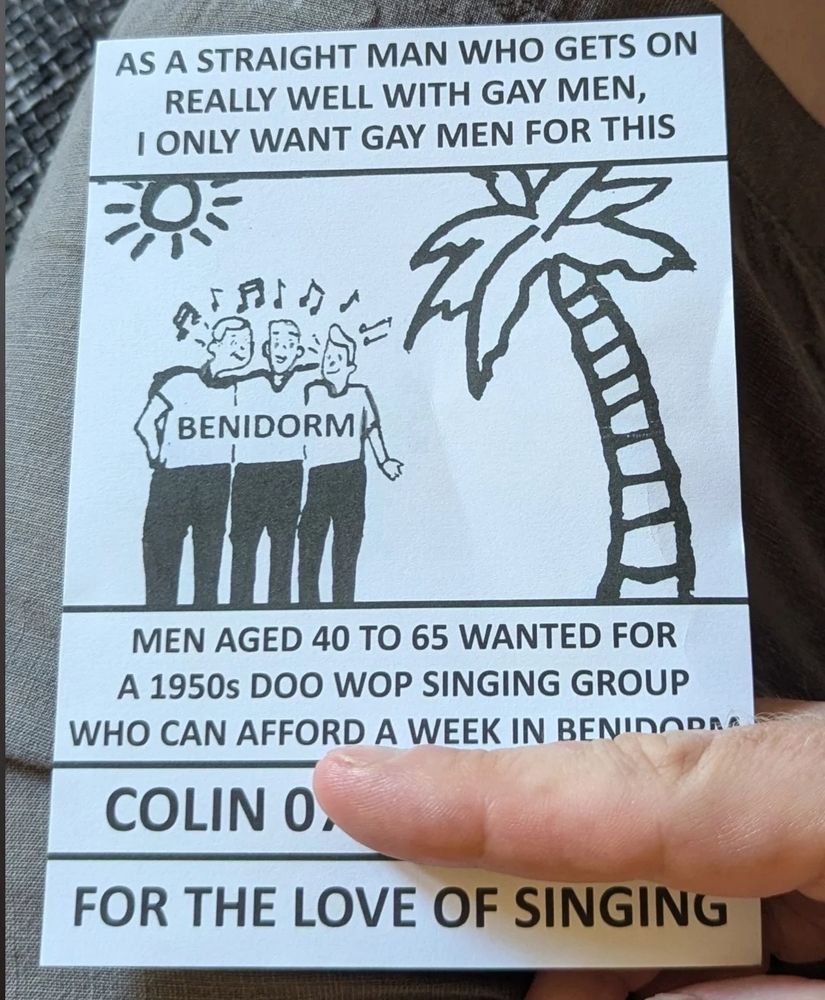 AS A STRAIGHT MAN WHO GETS ON
REALLY WELL WITH GAY MEN,
I ONLY WANT GAY MEN FOR THIS
BENIDORM
MEN AGED 40 TO 65 WANTED FOR
A 1950s DOO WOP SINGING GROUP
WHO CAN AFFORD A WEEK IN BENIDORM
COLIN 07
FOR THE LOVE OF SINGING